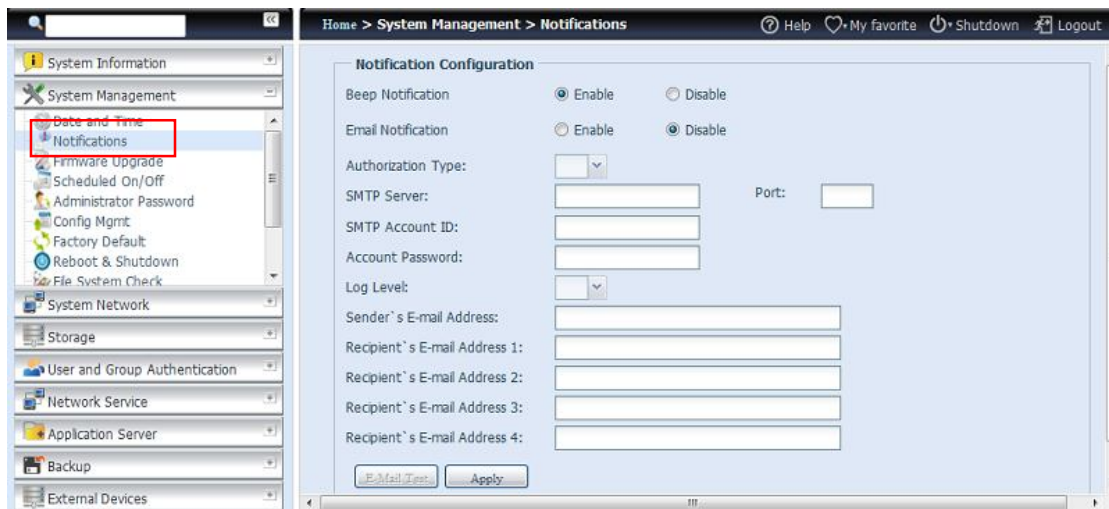 Home > System Management > Notifications
Help
My favorite
Shutdown
Logout
System Information
System Management
Date and Time
Notifications
Firmware Upgrade
Scheduled On/Off
Administrator Password
Config Mgmt
Factory Default
Reboot & Shutdown
File System Check
System Network
Storage
User and Group Authentication
Network Service
Application Server
Backup
External Devices
Notification Configuration
Beep Notification Enable Disable
Email Notification Enable Disable
Authorization Type:
SMTP Server: Port:
SMTP Account ID:
Account Password:
Log Level:
Sender`s E-mail Address:
Recipient`s E-mail Address 1:
Recipient`s E-mail Address 2:
Recipient`s E-mail Address 3:
Recipient`s E-mail Address 4:
E-Mail Test Apply